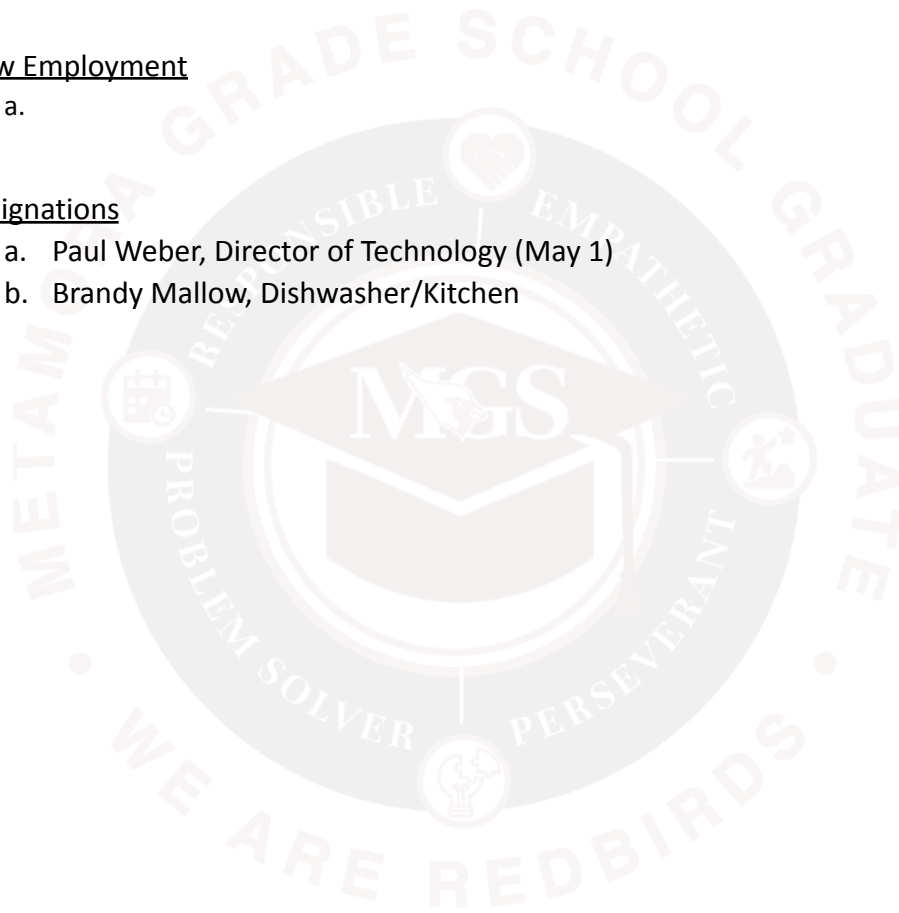 w Employment
a.
ignations
a. Paul Weber, Director of Technology (May 1)
b. Brandy Mallow, Dishwasher/Kitchen
METAMORA GRADE SCHOOL GRADUATE
RESPONSIBLE
EMPATHETIC
MGS
PROBLEM SOLVER
PERSEVERANT
• WE ARE REDBIRDS •